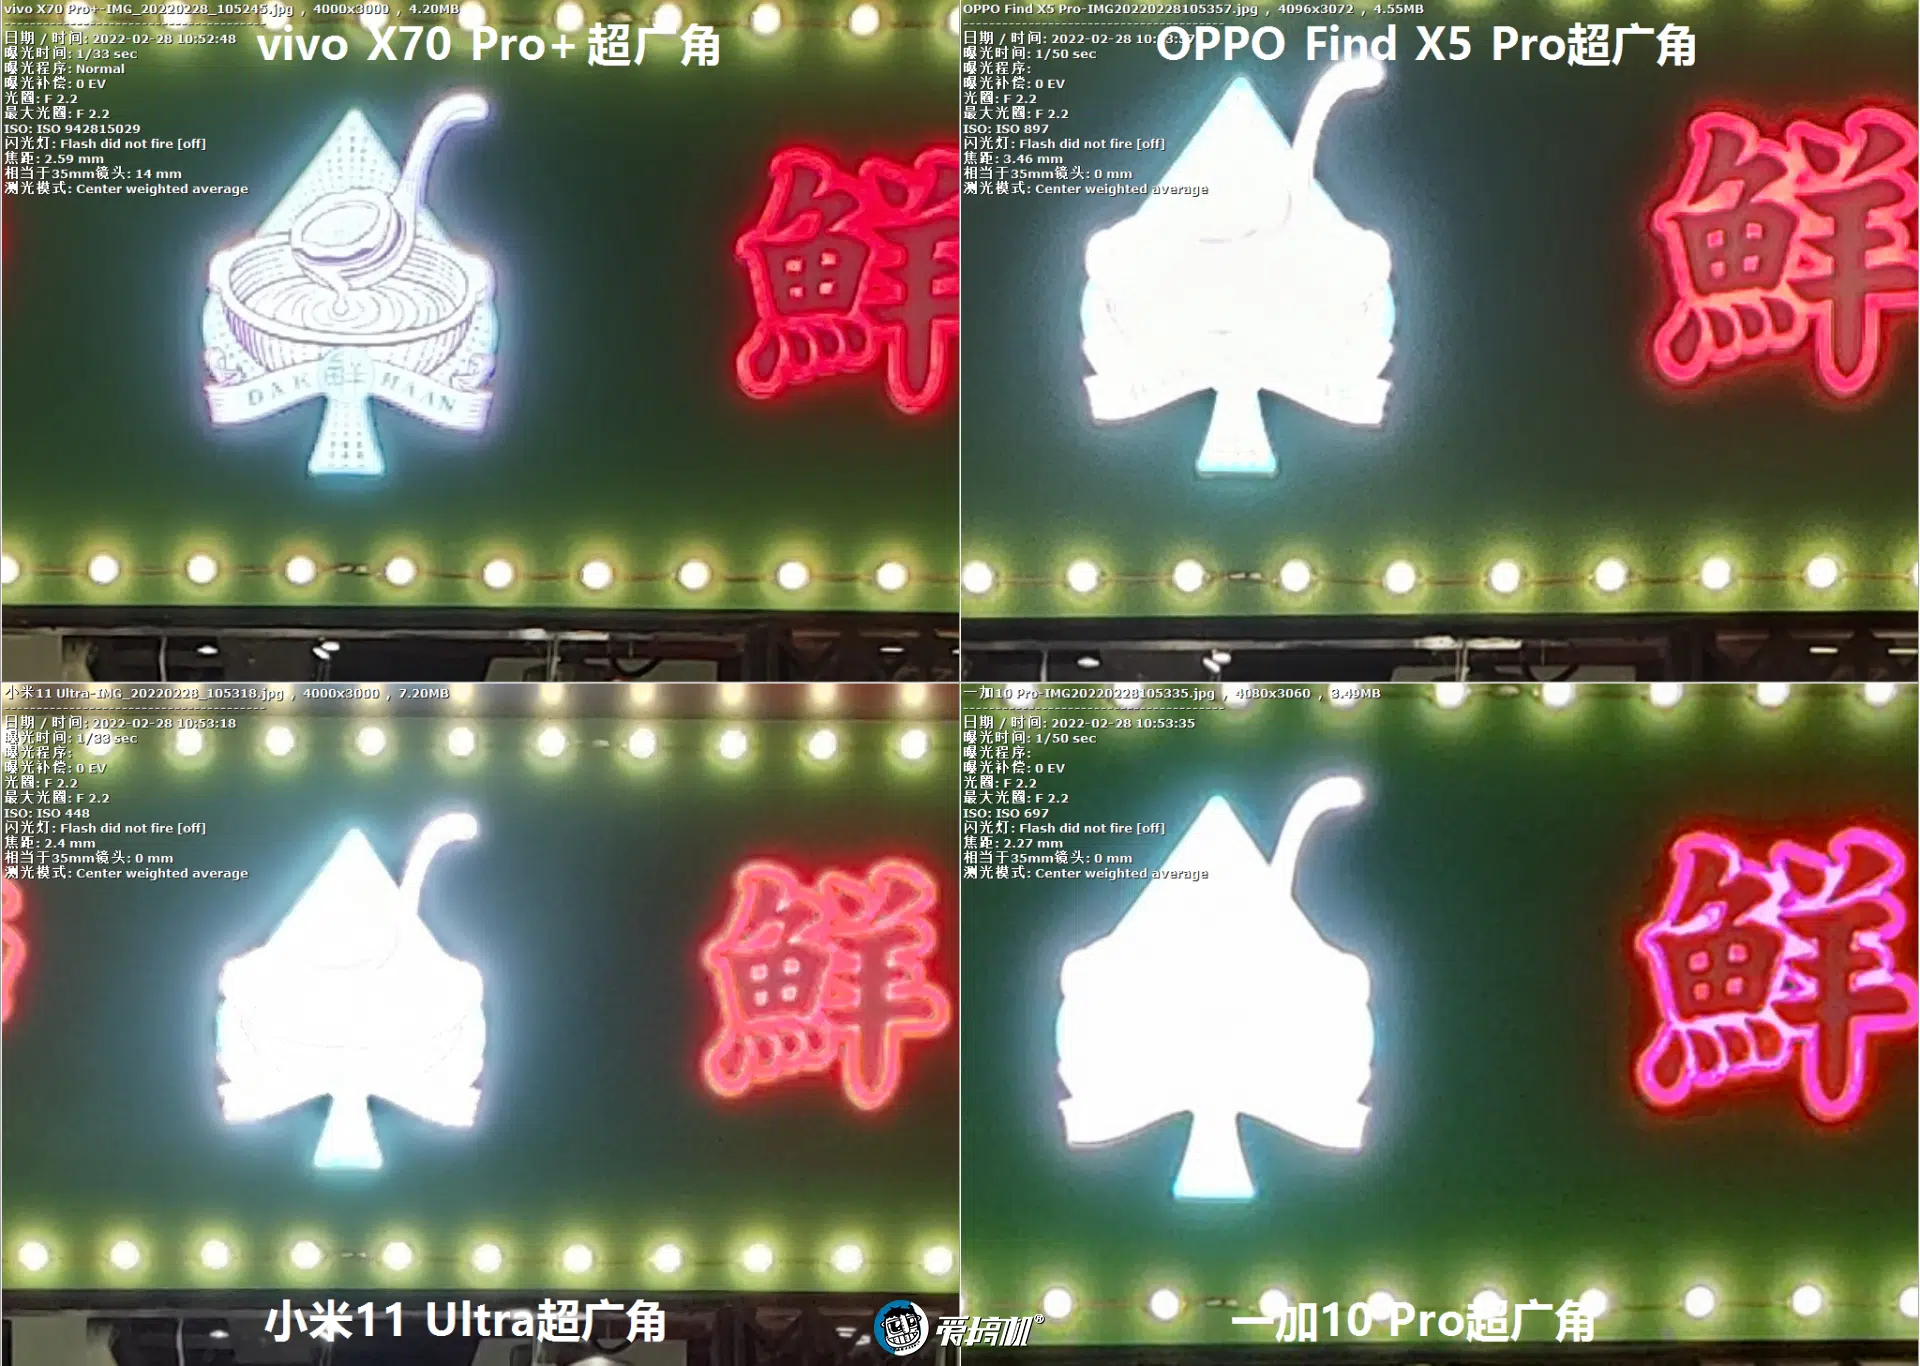 vivo X70 Pro+-IMG_20220228_105245.jpg , 4000x3000 , 4.20MB
日期 / 时间: 2022-02-28 10:52:48
曝光时间: 1/33 sec
曝光程序: Normal
曝光补偿: 0 EV
光圈: F 2.2
最大光圈: F 2.2
ISO: ISO 942815029
闪光灯: Flash did not fire [off]
焦距: 2.59 mm
相当于35mm镜头: 14 mm
测光模式: Center weighted average
vivo X70 Pro+超广角
鮮
DAK HAAN
鮮
OPPO Find X5 Pro-IMG20220228105357.jpg , 4096x3072 , 4.55MB
日期 / 时间: 2022-02-28 10:53:57
曝光时间: 1/50 sec
曝光程序:
曝光补偿: 0 EV
光圈: F 2.2
最大光圈: F 2.2
ISO: ISO 897
闪光灯: Flash did not fire [off]
焦距: 3.46 mm
相当于35mm镜头: 0 mm
测光模式: Center weighted average
OPPO Find X5 Pro超广角
鮮
小米11 Ultra-IMG_20220228_105318.jpg , 4000x3000 , 7.20MB
日期 / 时间: 2022-02-28 10:53:18
曝光时间: 1/33 sec
曝光程序:
曝光补偿: 0 EV
光圈: F 2.2
最大光圈: F 2.2
ISO: ISO 448
闪光灯: Flash did not fire [off]
焦距: 2.4 mm
相当于35mm镜头: 0 mm
测光模式: Center weighted average
鮮
小米11 Ultra超广角
一加10 Pro-IMG20220228105335.jpg , 4080x3060 , 3.49MB
日期 / 时间: 2022-02-28 10:53:35
曝光时间: 1/50 sec
曝光程序:
曝光补偿: 0 EV
光圈: F 2.2
最大光圈: F 2.2
ISO: ISO 697
闪光灯: Flash did not fire [off]
焦距: 2.27 mm
相当于35mm镜头: 0 mm
测光模式: Center weighted average
鮮
一加10 Pro超广角
爱搞机®